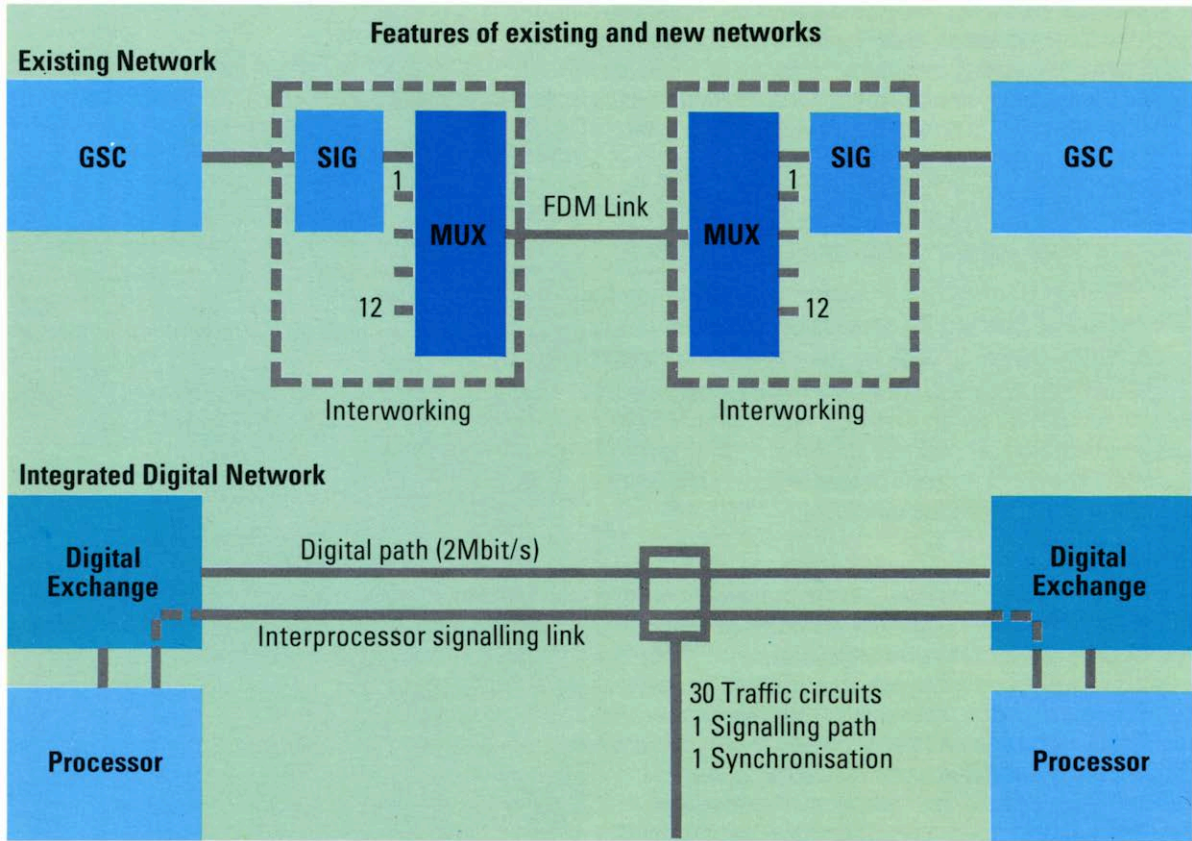 Features of existing and new networks
Existing Network
GSC
SIG
1
12
MUX
FDM Link
MUX
1
12
SIG
GSC
Interworking
Interworking
Integrated Digital Network
Digital
Exchange
Digital path (2Mbit/s)
Interprocessor signalling link
Digital
Exchange
30 Traffic circuits
1 Signalling path
1 Synchronisation
Processor
Processor